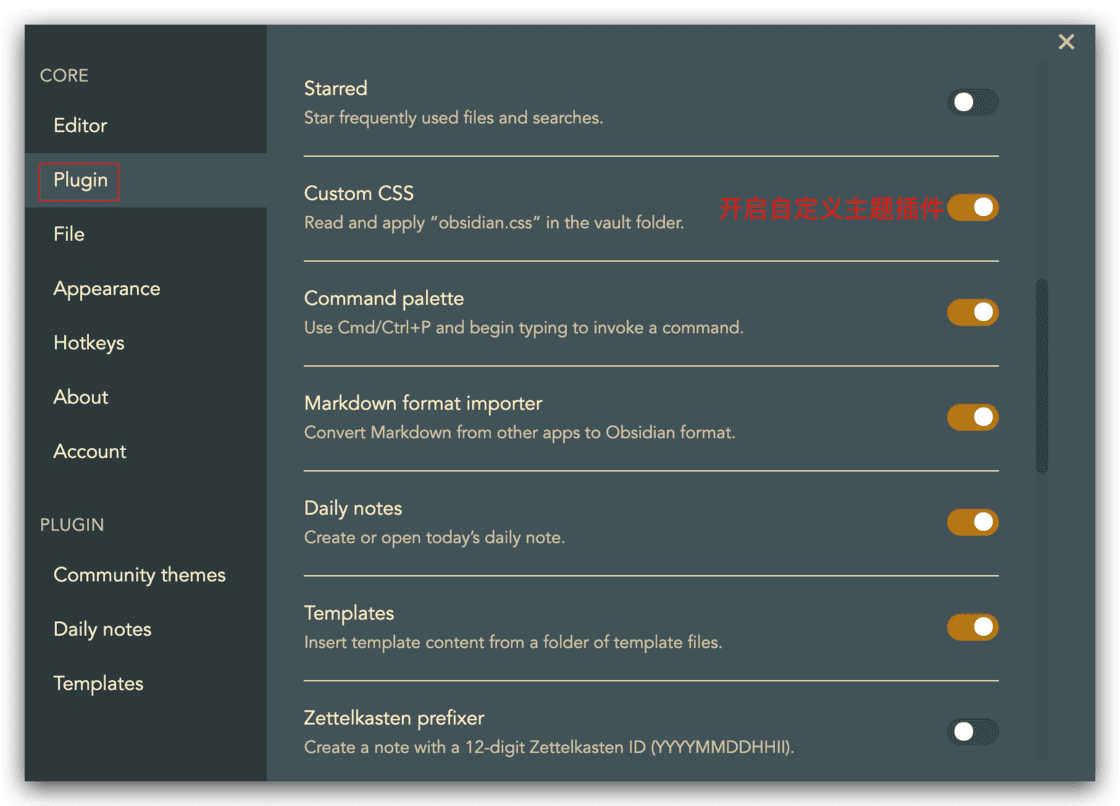 CORE
Editor
Plugin
File
Appearance
Hotkeys
About
Account
PLUGIN
Community themes
Daily notes
Templates
Starred
Star frequently used files and searches.
Custom CSS
Read and apply “obsidian.css” in the vault folder.
开启自定义主题插件
Command palette
Use Cmd/Ctrl+P and begin typing to invoke a command.
Markdown format importer
Convert Markdown from other apps to Obsidian format.
Daily notes
Create or open today’s daily note.
Templates
Insert template content from a folder of template files.
Zettelkasten prefixer
Create a note with a 12-digit Zettelkasten ID (YYYYMMDDHHII).